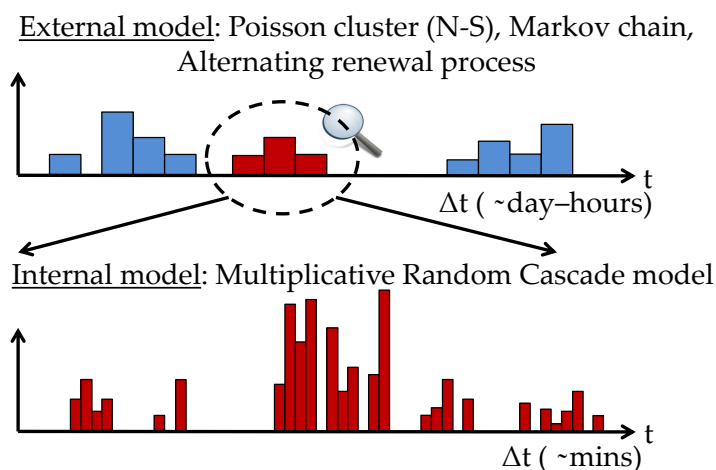 External model: Poisson cluster (N-S), Markov chain,
Alternating renewal process
t
Δt ( ~day–hours)
Internal model: Multiplicative Random Cascade model
t
Δt ( ~mins)